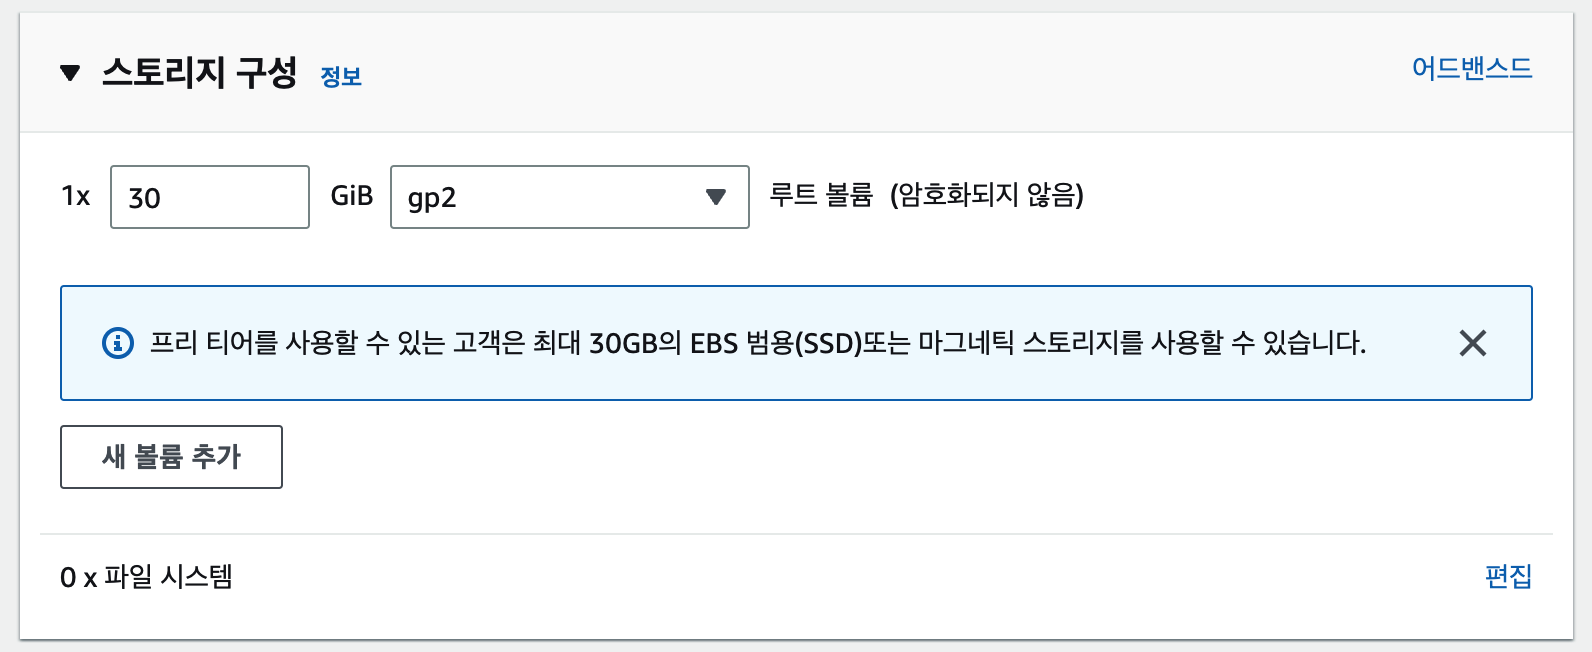 스토리지 구성 정보 어드밴스드
1x 30 GiB gp2 루트 볼륨 (암호화되지 않음)
프리 티어를 사용할 수 있는 고객은 최대 30GB의 EBS 범용(SSD)또는 마그네틱 스토리지를 사용할 수 있습니다.
새 볼륨 추가
0 x 파일 시스템 편집